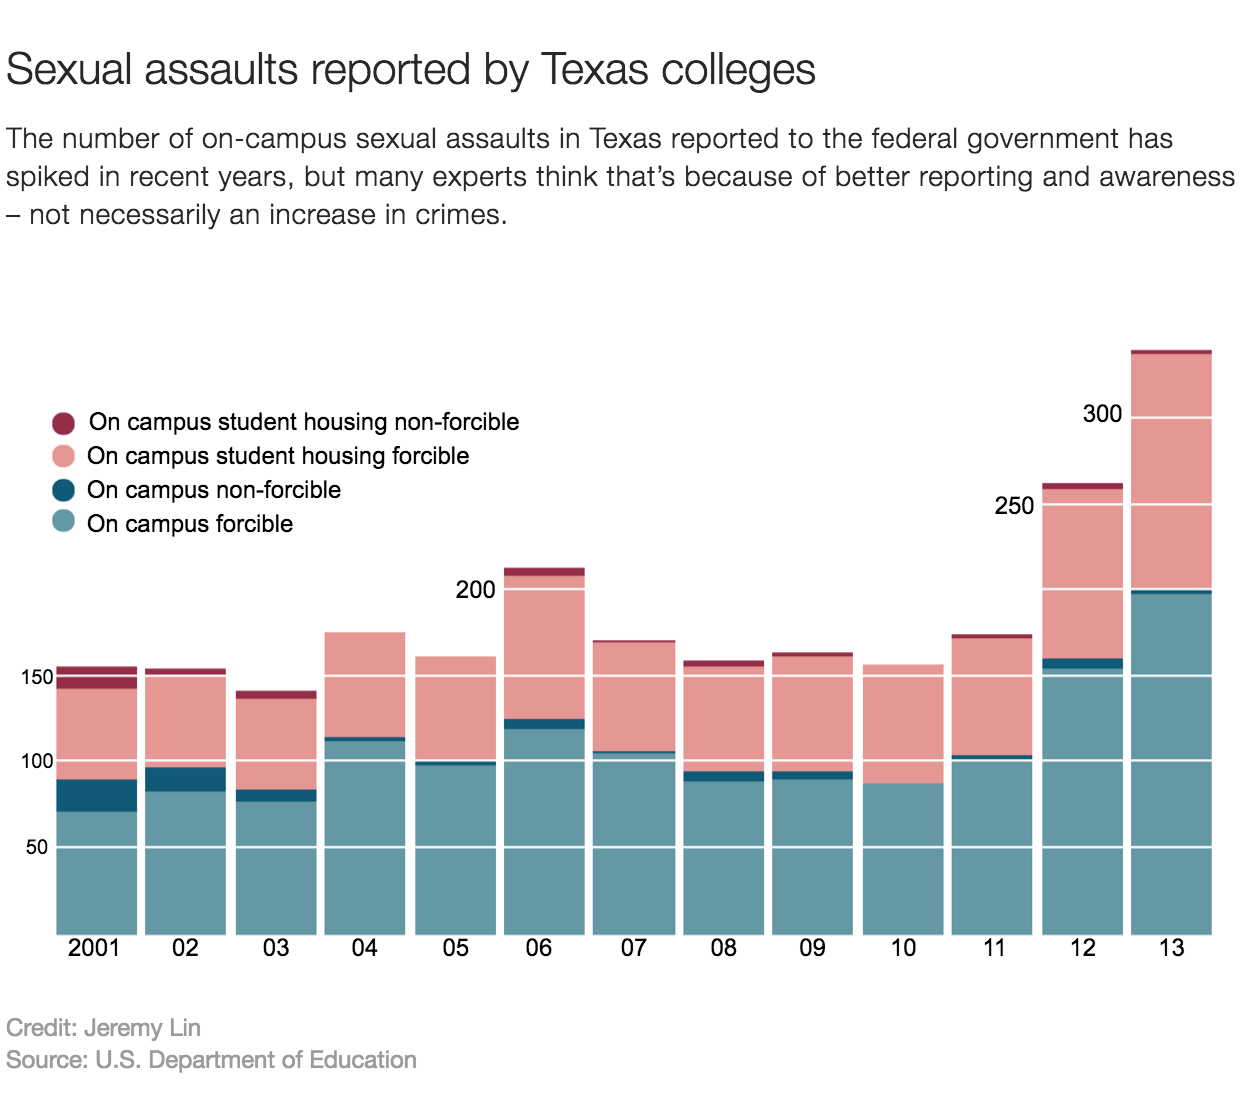 Sexual assaults reported by Texas colleges
The number of on-campus sexual assaults in Texas reported to the federal government has
spiked in recent years, but many experts think that’s because of better reporting and awareness
– not necessarily an increase in crimes.
300
On campus student housing non-forcible
On campus student housing forcible
On campus non-forcible
On campus forcible
250
200
150
100
50
2001 02 03 04 05 06 07 08 09 10 11 12 13
Credit: Jeremy Lin
Source: U.S. Department of Education